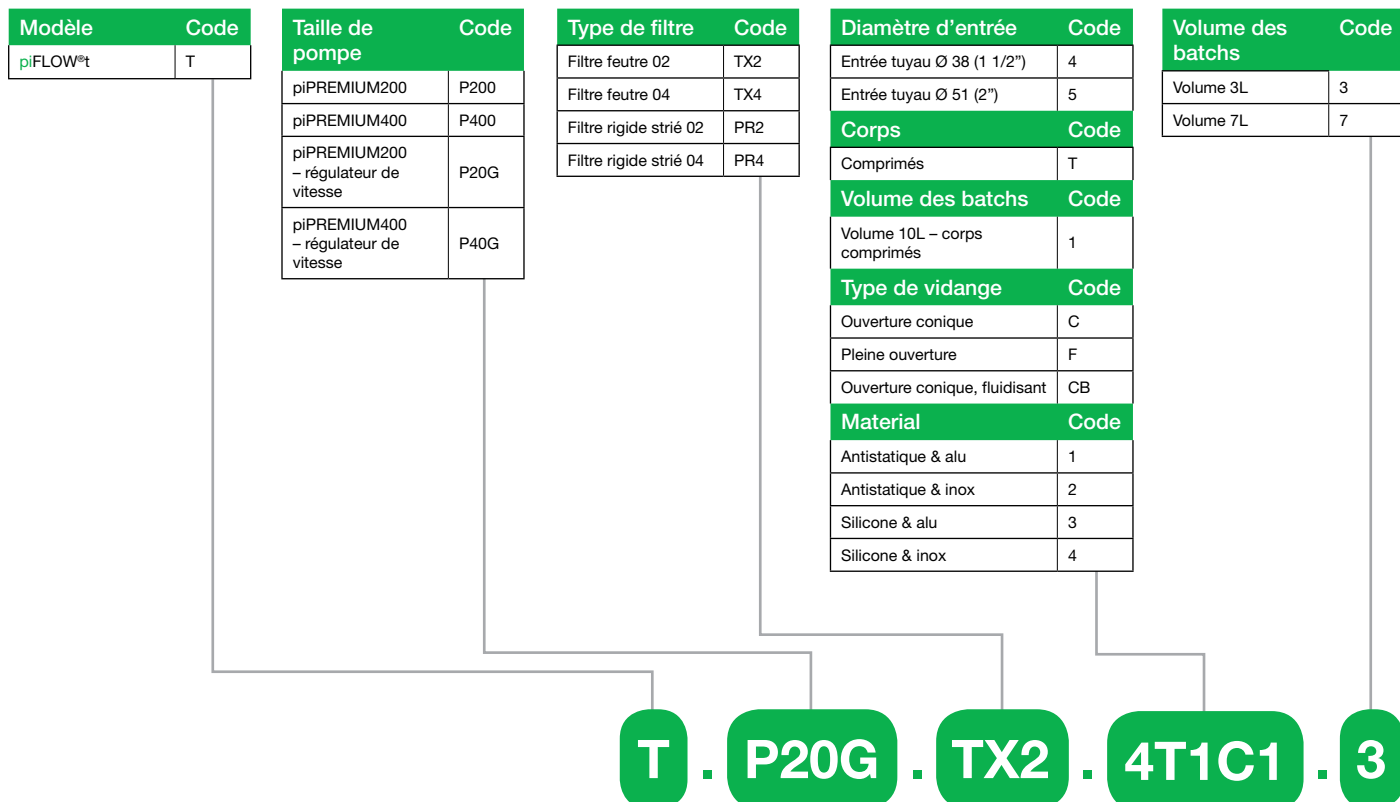 Modèle Code
piFLOW®t T
Taille de Code
pompe
piPREMIUM200 P200
piPREMIUM400 P400
piPREMIUM200
– régulateur de P20G
vitesse
piPREMIUM400
– régulateur de P40G
vitesse
Type de filtre Code
Filtre feutre 02 TX2
Filtre feutre 04 TX4
Filtre rigide strié 02 PR2
Filtre rigide strié 04 PR4
Diamètre d’entrée Code
Entrée tuyau Ø 38 (1 1/2”) 4
Entrée tuyau Ø 51 (2”) 5
Corps Code
Comprimés T
Volume des batchs Code
Volume 10L – corps 1
comprimés
Type de vidange Code
Ouverture conique C
Pleine ouverture F
Ouverture conique, fluidisant CB
Material Code
Antistatique & alu 1
Antistatique & inox 2
Silicone & alu 3
Silicone & inox 4
Volume des Code
batchs
Volume 3L 3
Volume 7L 7
T . P20G . TX2 . 4T1C1 . 3